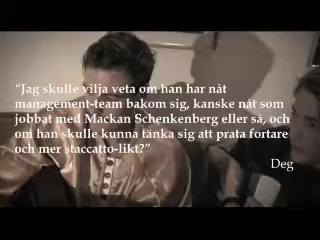 “Jag skulle vilja veta om han har nåt
management-team bakom sig, kanske nåt som
jobbat med Mackan Schenkenberg eller så, och
om han skulle kunna tänka sig att prata fortare
och mer staccatto-likt?”
Deg